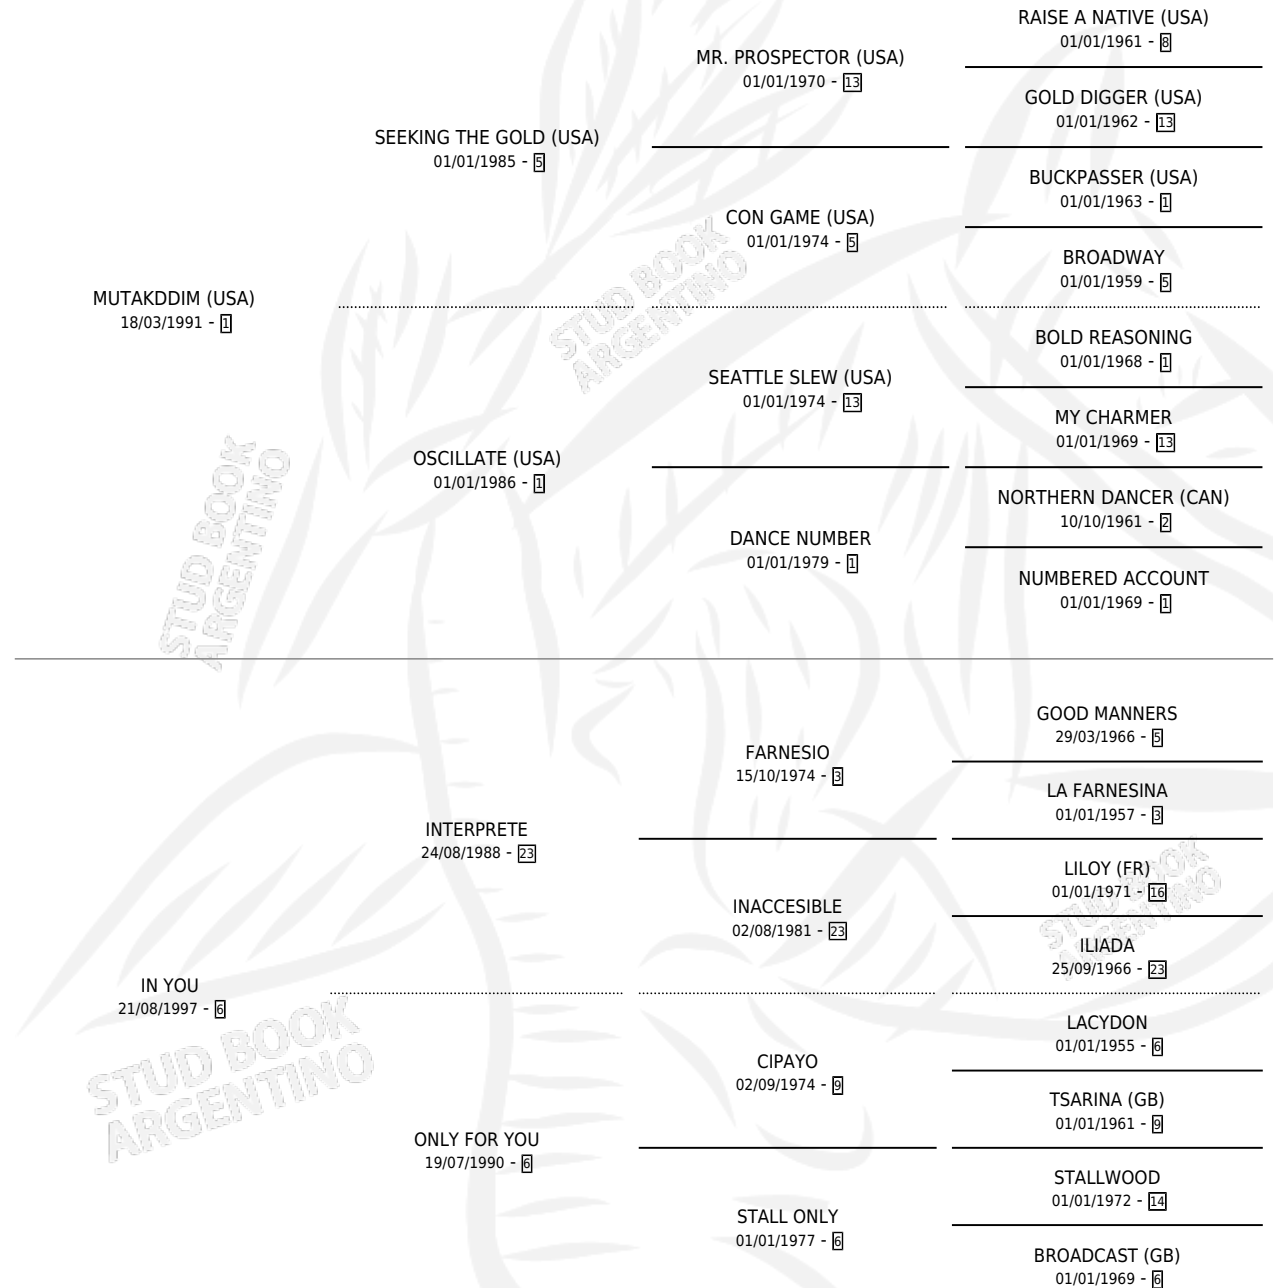 RAISE A NATIVE (USA)
01/01/1961 - 8
MR. PROSPECTOR (USA)
01/01/1970 - 13
GOLD DIGGER (USA)
01/01/1962 - 13
SEEKING THE GOLD (USA)
01/01/1985 - 5
BUCKPASSER (USA)
01/01/1963 - 1
CON GAME (USA)
01/01/1974 - 5
BROADWAY
01/01/1959 - 5
MUTAKDDIM (USA)
18/03/1991 - 1
BOLD REASONING
01/01/1968 - 1
SEATTLE SLEW (USA)
01/01/1974 - 13
MY CHARMER
01/01/1969 - 13
OSCILLATE (USA)
01/01/1986 - 1
NORTHERN DANCER (CAN)
10/10/1961 - 2
DANCE NUMBER
01/01/1979 - 1
NUMBERED ACCOUNT
01/01/1969 - 1
GOOD MANNERS
29/03/1966 - 5
FARNESIO
15/10/1974 - 3
LA FARNESINA
01/01/1957 - 3
INTERPRETE
24/08/1988 - 23
LILOY (FR)
01/01/1971 - 16
INACCESIBLE
02/08/1981 - 23
ILIADA
25/09/1966 - 23
IN YOU
21/08/1997 - 6
LACYDON
01/01/1955 - 6
CIPAYO
02/09/1974 - 9
TSARINA (GB)
01/01/1961 - 9
ONLY FOR YOU
19/07/1990 - 6
STALLWOOD
01/01/1972 - 14
STALL ONLY
01/01/1977 - 6
BROADCAST (GB)
01/01/1969 - 6
STUD BOOK
ARGENTINO
STUD BOOK
ARGENTINO
STUD BOOK
ARGENTINO
STUD BOOK
ARGENTINO